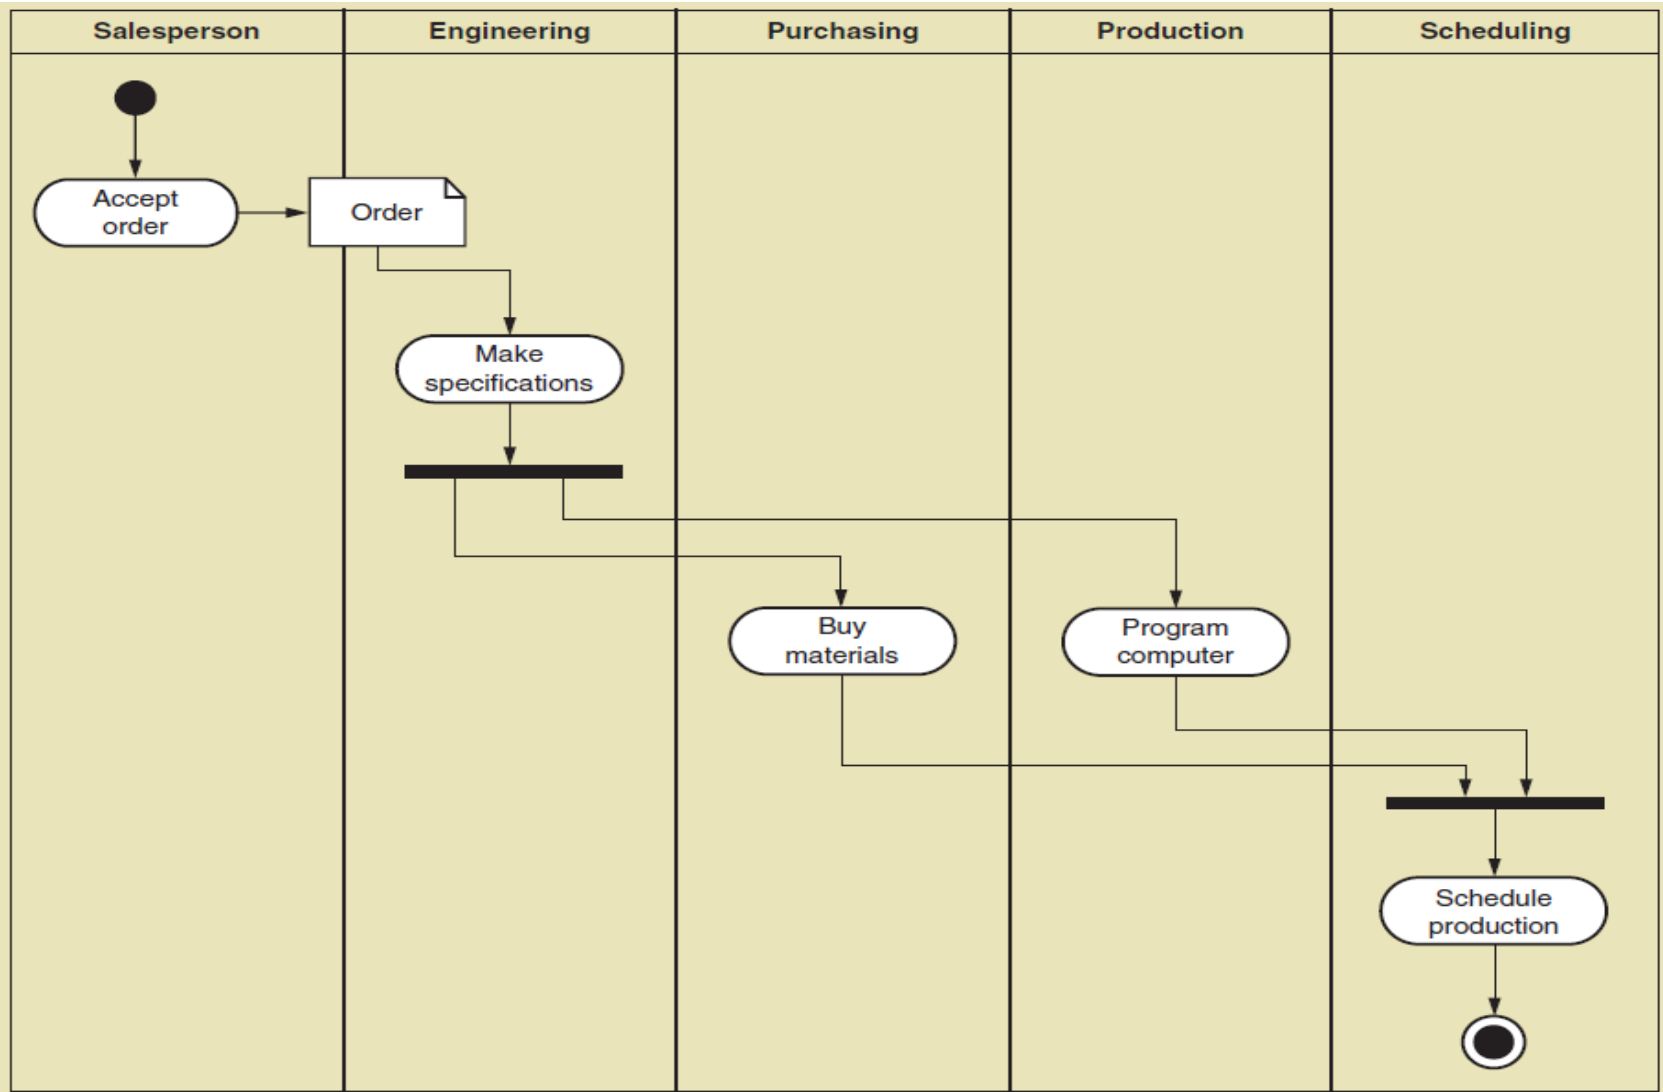 Salesperson
Engineering
Purchasing
Production
Scheduling
Accept
order
Order
Make
specifications
Buy
materials
Program
computer
Schedule
production